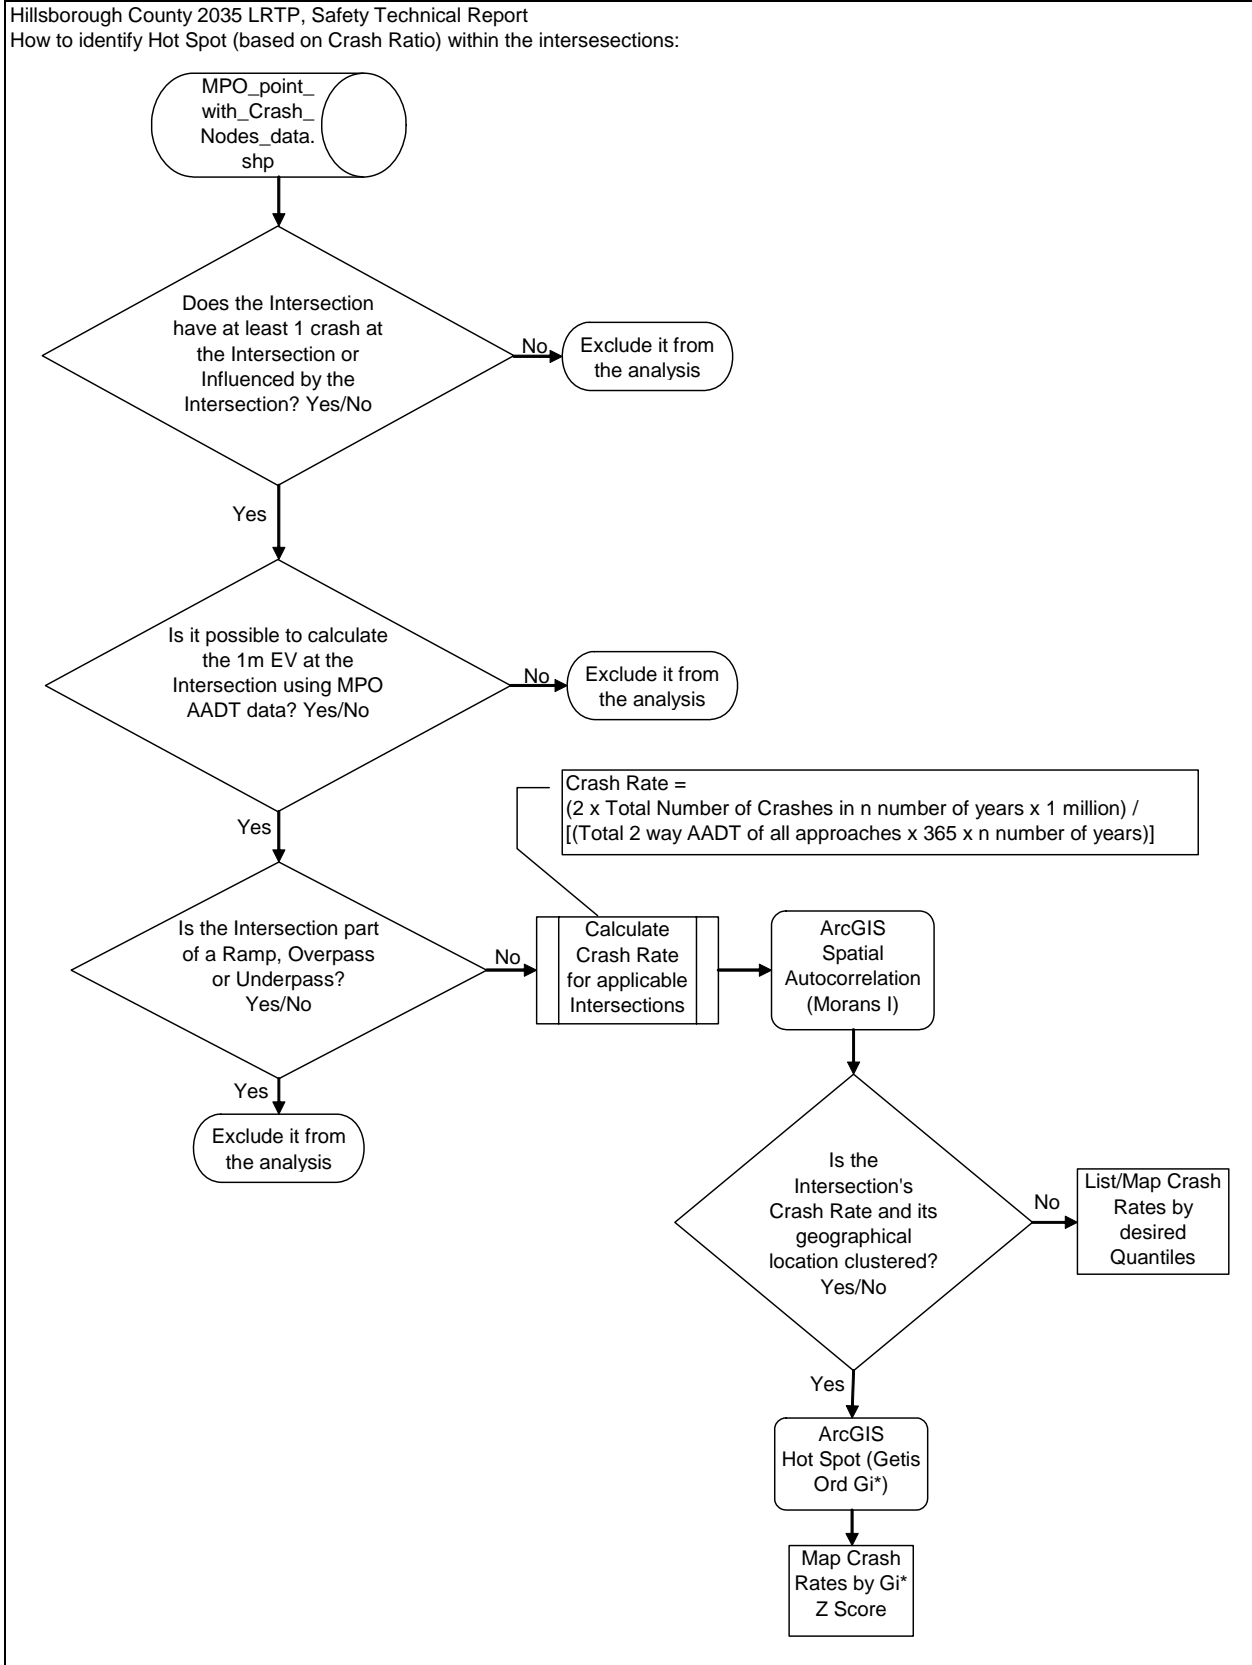 Hillsborough County 2035 LRTP, Safety Technical Report
How to identify Hot Spot (based on Crash Ratio) within the intersesections:
MPO_point_
with_Crash_
Nodes_data.
shp
Does the Intersection
have at least 1 crash at
the Intersection or
Influenced by the
Intersection? Yes/No
No
Exclude it from
the analysis
Yes
Is it possible to calculate
the 1m EV at the
Intersection using MPO
AADT data? Yes/No
No
Exclude it from
the analysis
Yes
Crash Rate =
(2 x Total Number of Crashes in n number of years x 1 million) /
[(Total 2 way AADT of all approaches x 365 x n number of years)]
Is the Intersection part
of a Ramp, Overpass
or Underpass?
Yes/No
No
Calculate
Crash Rate
for applicable
Intersections
ArcGIS
Spatial
Autocorrelation
(Morans I)
Yes
Exclude it from
the analysis
Is the
Intersection's
Crash Rate and its
geographical
location clustered?
Yes/No
No
List/Map Crash
Rates by
desired
Quantiles
Yes
ArcGIS
Hot Spot (Getis
Ord Gi*)
Map Crash
Rates by Gi*
Z Score